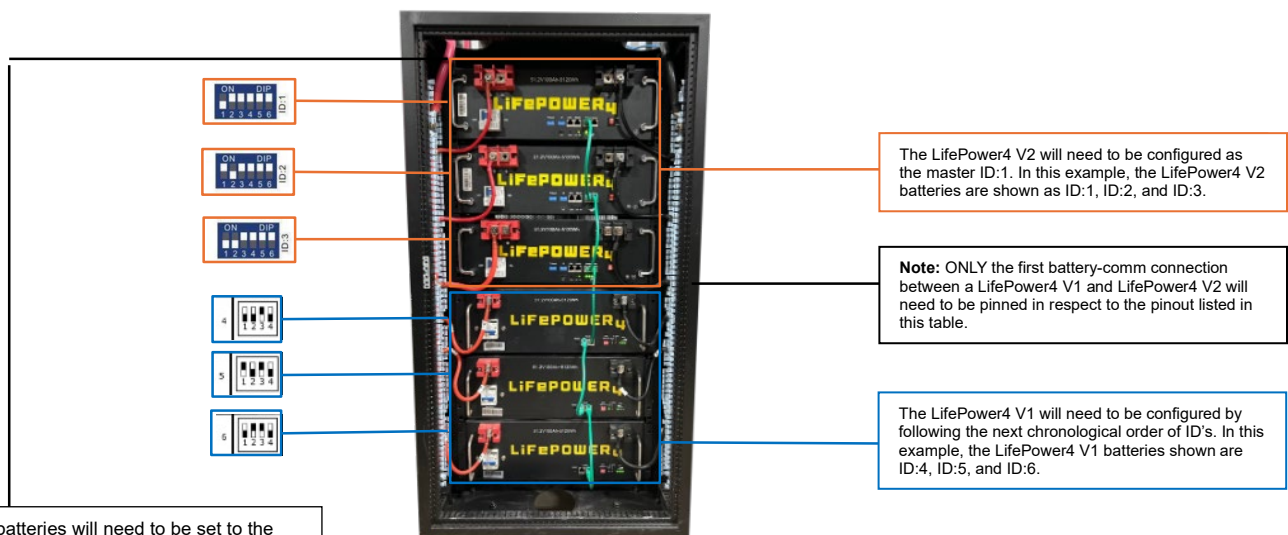 ON DIP
1 2 3 4 5 6
ID:1
ON DIP
1 2 3 4 5 6
ID:2
ON DIP
1 2 3 4 5 6
ID:3
4
1 2 3 4
5
1 2 3 4
6
1 2 3 4
LiFePOWER4
LiFePOWER4
LiFePOWER4
LiFePOWER4
LiFePOWER4
LiFePOWER4
The LifePower4 V2 will need to be configured as
the master ID:1. In this example, the LifePower4 V2
batteries are shown as ID:1, ID:2, and ID:3.
Note: ONLY the first battery-comm connection
between a LifePower4 V1 and LifePower4 V2 will
need to be pinned in respect to the pinout listed in
this table.
The LifePower4 V1 will need to be configured by
following the next chronological order of ID's. In this
example, the LifePower4 V1 batteries shown are
ID:4, ID:5, and ID:6.
batteries will need to be set to the